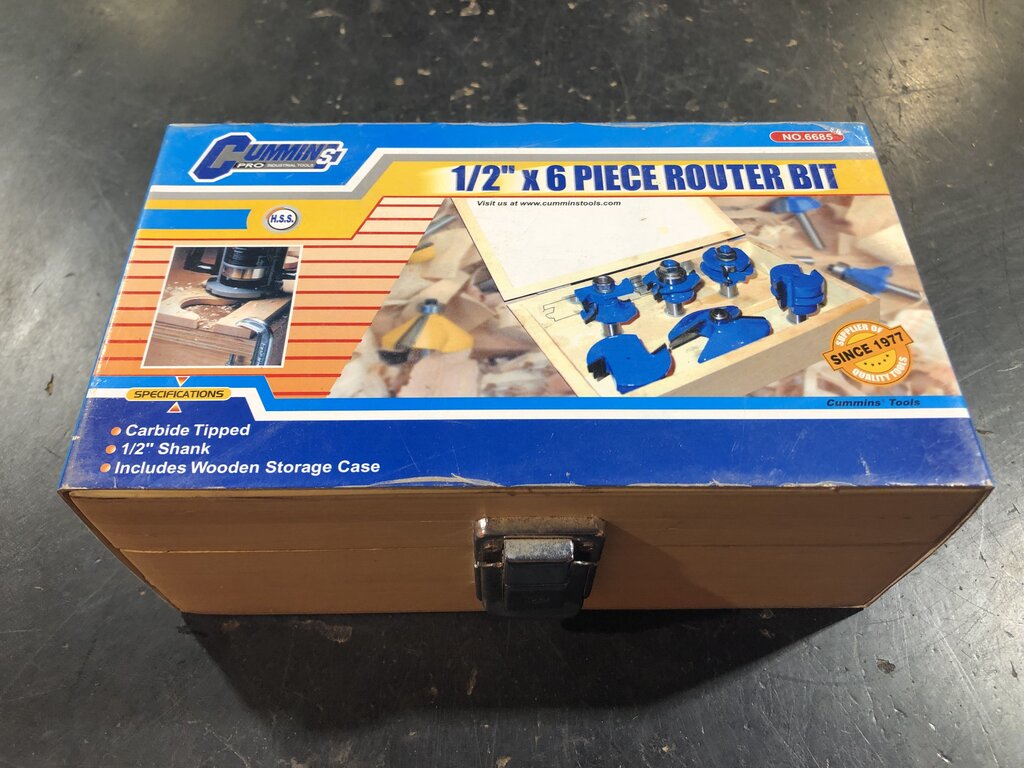 CUMMINS
PRO INDUSTRIAL TOOLS
NO.6685
1/2" x 6 PIECE ROUTER BIT
Visit us at www.cumminstools.com
H.S.S.
SUPPLIER OF
SINCE 1977
QUALITY TOOLS
Cummins' Tools
SPECIFICATIONS
Carbide Tipped
1/2" Shank
Includes Wooden Storage Case